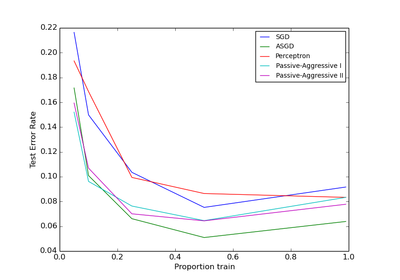 0.22
0.20
0.18
0.16
0.14
0.12
0.10
0.08
0.06
0.04
Test Error Rate
SGD
ASGD
Perceptron
Passive-Aggressive I
Passive-Aggressive II
0.0 0.2 0.4 0.6 0.8 1.0
Proportion train